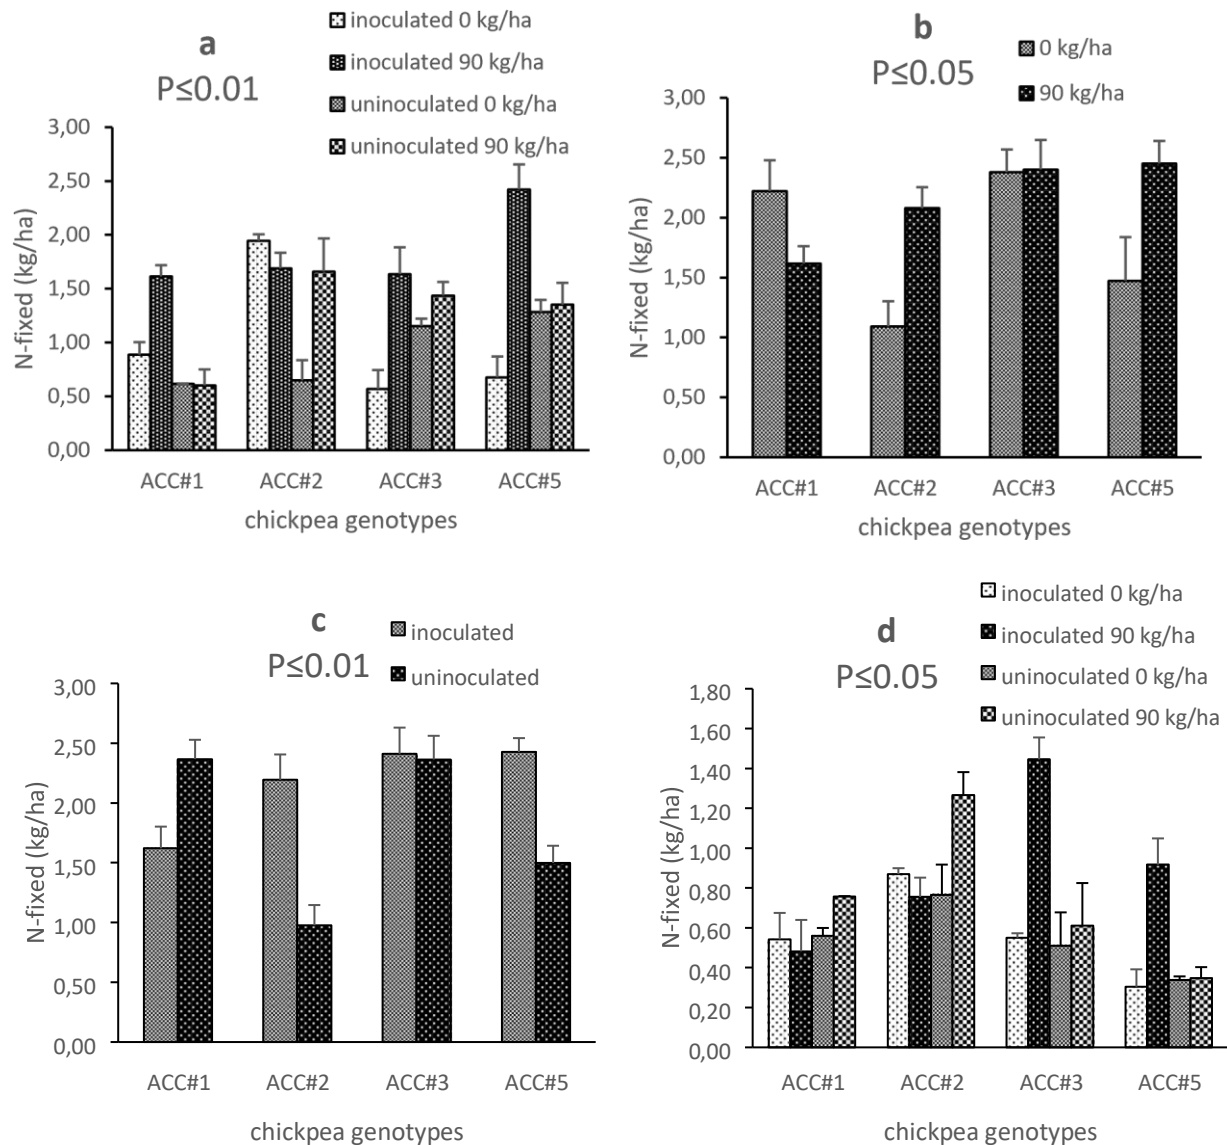 a
P≤0.01
inoculated 0 kg/ha
inoculated 90 kg/ha
uninoculated 0 kg/ha
uninoculated 90 kg/ha
N-fixed (kg/ha)
3,00
2,50
2,00
1,50
1,00
0,50
0,00
ACC#1 ACC#2 ACC#3 ACC#5
chickpea genotypes
b
P≤0.05
0 kg/ha
90 kg/ha
N-fixed (kg/ha)
3,00
2,50
2,00
1,50
1,00
0,50
0,00
ACC#1 ACC#2 ACC#3 ACC#5
chickpea genotypes
c
P≤0.01
inoculated
uninoculated
N-fixed (kg/ha)
3,00
2,50
2,00
1,50
1,00
0,50
0,00
ACC#1 ACC#2 ACC#3 ACC#5
chickpea genotypes
d
P≤0.05
inoculated 0 kg/ha
inoculated 90 kg/ha
uninoculated 0 kg/ha
uninoculated 90 kg/ha
N-fixed (kg/ha)
1,80
1,60
1,40
1,20
1,00
0,80
0,60
0,40
0,20
0,00
ACC#1 ACC#2 ACC#3 ACC#5
chickpea genotypes